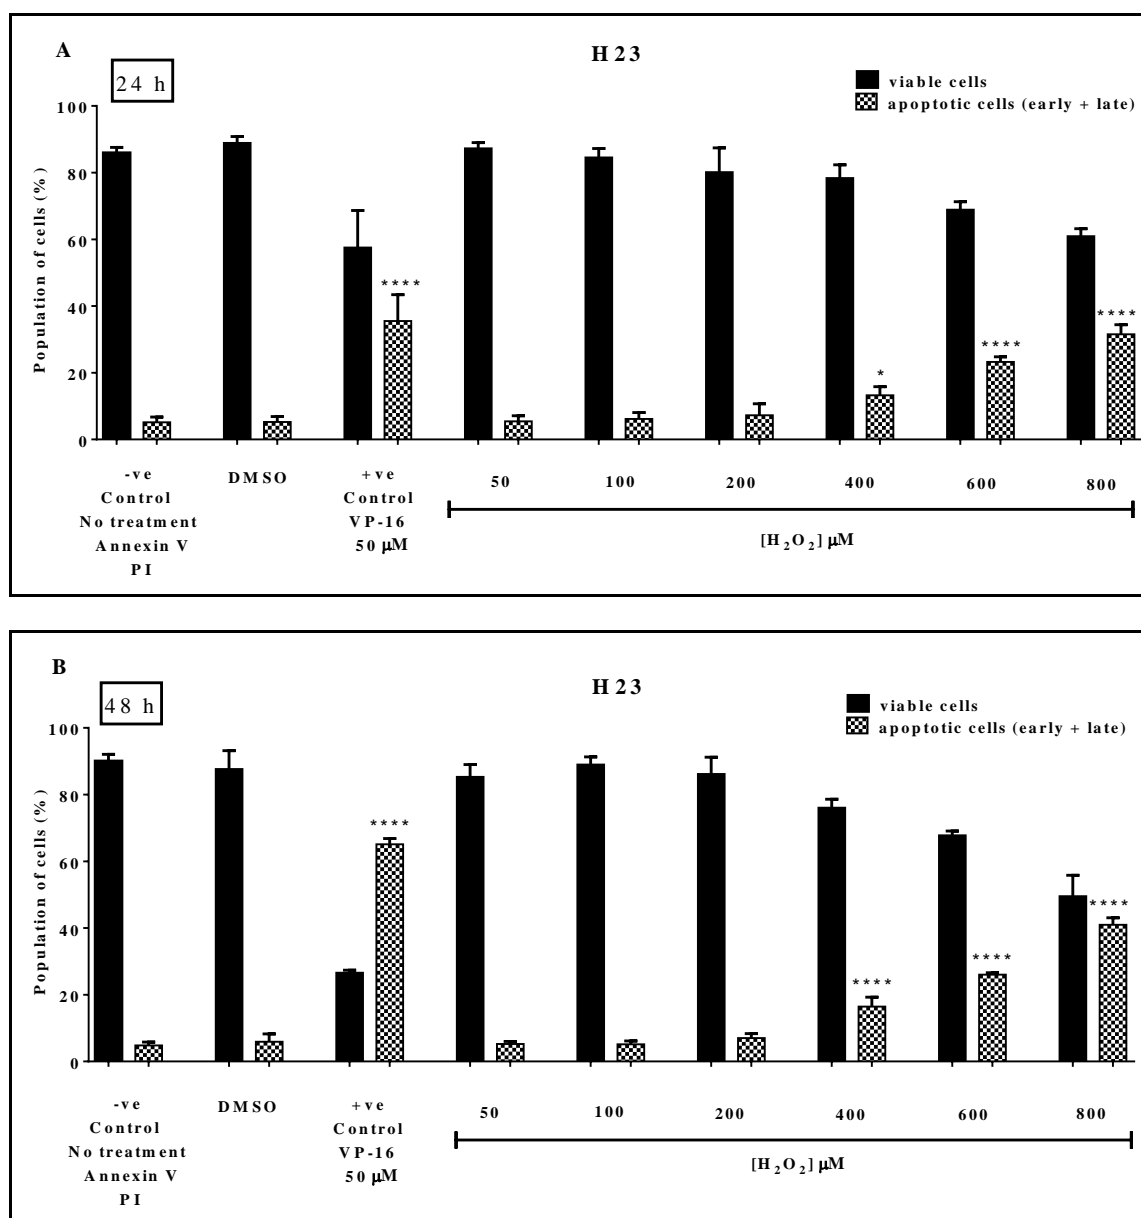 A
H23
24 h
viable cells
apoptotic cells (early + late)
Population of cells (%)
100
80
60
40
20
0
****
*
****
****
-ve
Control
No treatment
Annexin V
PI
DMSO
+ve
Control
VP-16
50 µM
50
100
200
400
600
800
[H₂O₂] µM
B
H23
48 h
viable cells
apoptotic cells (early + late)
Population of cells (%)
100
80
60
40
20
0
****
****
****
****
-ve
Control
No treatment
Annexin V
PI
DMSO
+ve
Control
VP-16
50 µM
50
100
200
400
600
800
[H₂O₂] µM